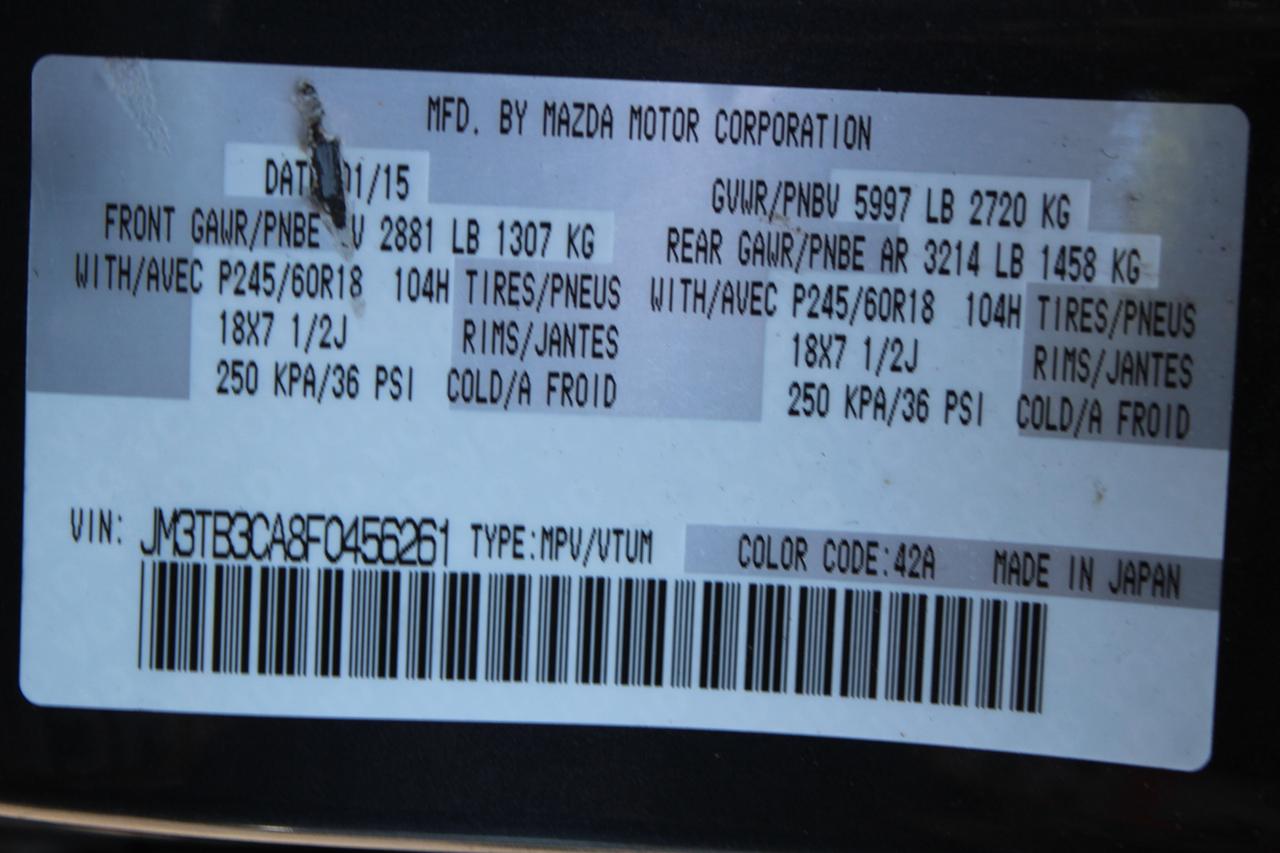 MFD. BY MAZDA MOTOR CORPORATION
01/15
GVWR/PNBV 5997 LB 2720 KG
FRONT GAWR/PNBE V 2881 LB 1307 KG
REAR GAWR/PNBE AR 3214 LB 1458 KG
WITH/AVEC P245/60R18 104H TIRES/PNEUS
WITH/AVEC P245/60R18 104H TIRES/PNEUS
18X7 1/2J RIMS/JANTES
18X7 1/2J RIMS/JANTES
250 KPA/36 PSI COLD/A FROID
250 KPA/36 PSI COLD/A FROID
VIN: JM3TB3CA8F0456261 TYPE:MPV/VTUM COLOR CODE:42A MADE IN JAPAN